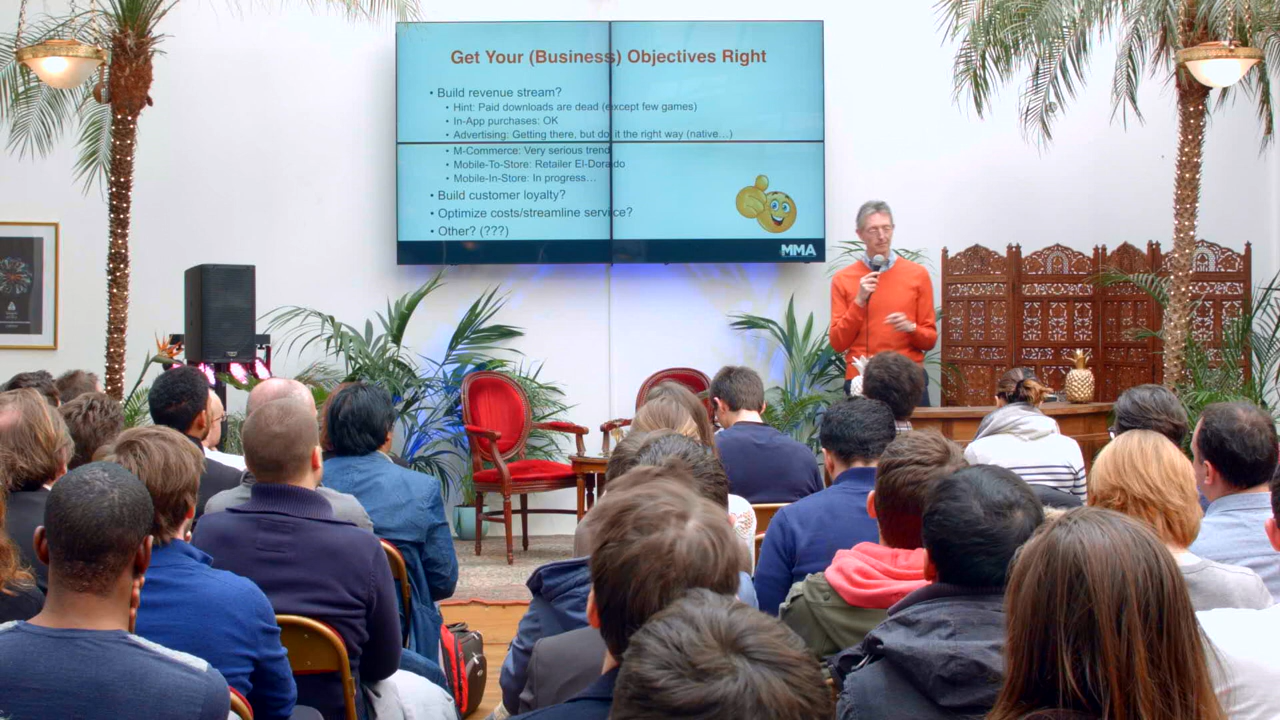 Get Your (Business) Objectives Right
• Build revenue stream?
• Hint: Paid downloads are dead (except few games)
• In-App purchases: OK
• Advertising: Getting there, but do it the right way (native…)
• M-Commerce: Very serious trend
• Mobile-To-Store: Retailer El-Dorado
• Mobile-In-Store: In progress…
• Build customer loyalty?
• Optimize costs/streamline service?
• Other? (???)
MMA